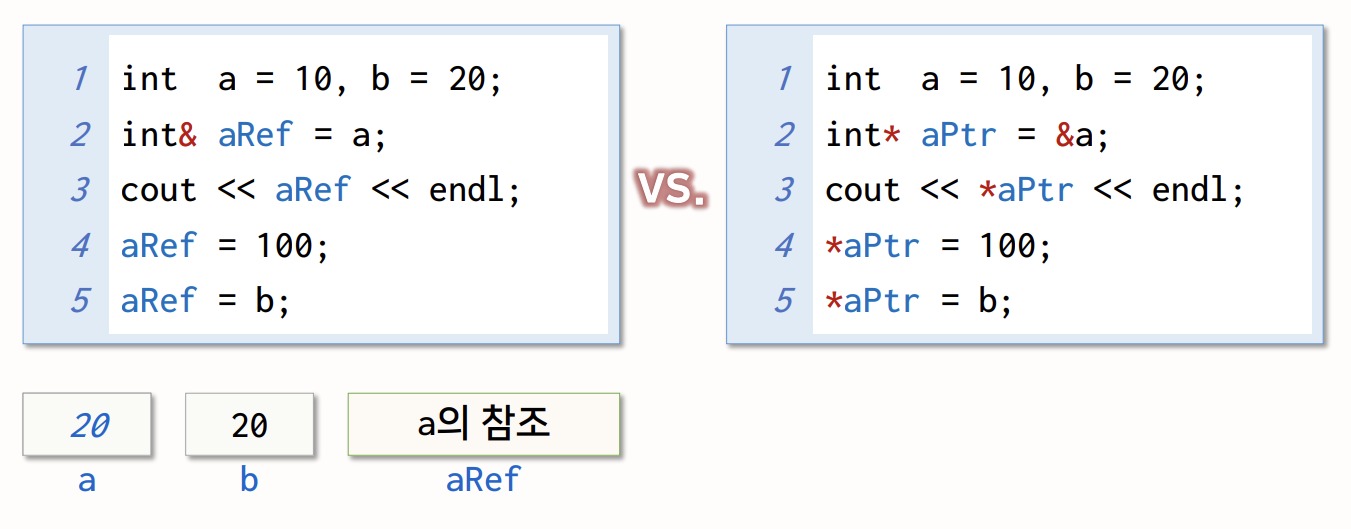 1 int  a = 10, b = 20;
2 int& aRef = a;
3 cout << aRef << endl;
4 aRef = 100;
5 aRef = b;
vs.
1 int  a = 10, b = 20;
2 int* aPtr = &a;
3 cout << *aPtr << endl;
4 *aPtr = 100;
5 *aPtr = b;
20 20 a의 참조
a b aRef